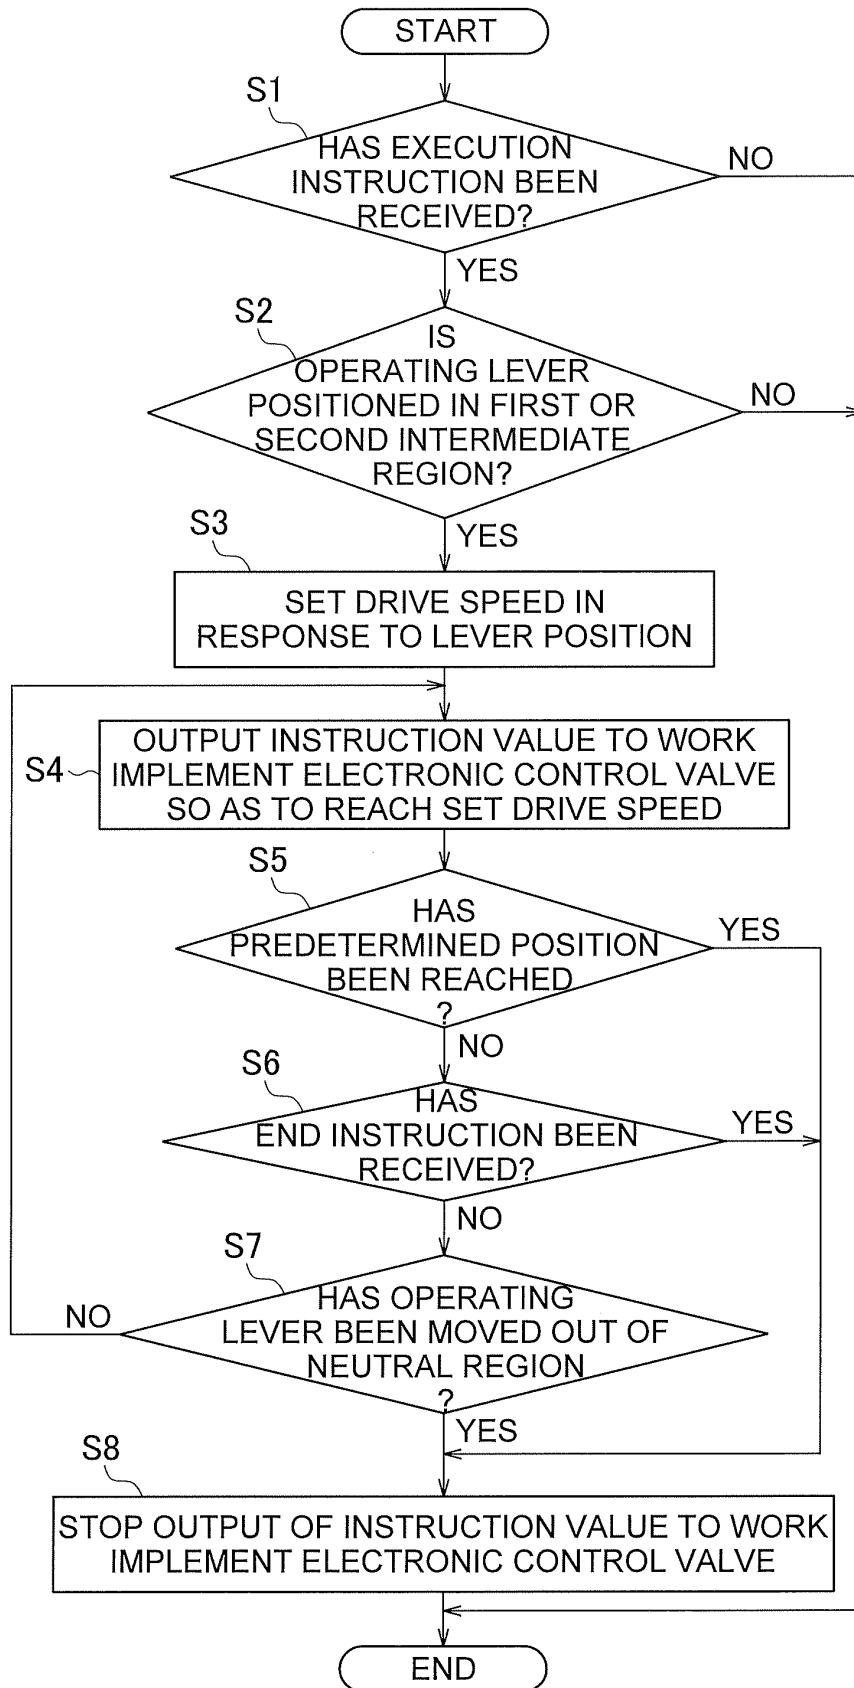 START
S1
HAS EXECUTION
INSTRUCTION BEEN
RECEIVED?
NO
YES
S2
IS
OPERATING LEVER
POSITIONED IN FIRST OR
SECOND INTERMEDIATE
REGION?
NO
YES
S3
SET DRIVE SPEED IN
RESPONSE TO LEVER POSITION
S4
OUTPUT INSTRUCTION VALUE TO WORK
IMPLEMENT ELECTRONIC CONTROL VALVE
SO AS TO REACH SET DRIVE SPEED
S5
HAS
PREDETERMINED POSITION
BEEN REACHED
?
YES
NO
S6
HAS
END INSTRUCTION BEEN
RECEIVED?
YES
NO
S7
HAS OPERATING
LEVER BEEN MOVED OUT OF
NEUTRAL REGION
?
NO
YES
S8
STOP OUTPUT OF INSTRUCTION VALUE TO WORK
IMPLEMENT ELECTRONIC CONTROL VALVE
END